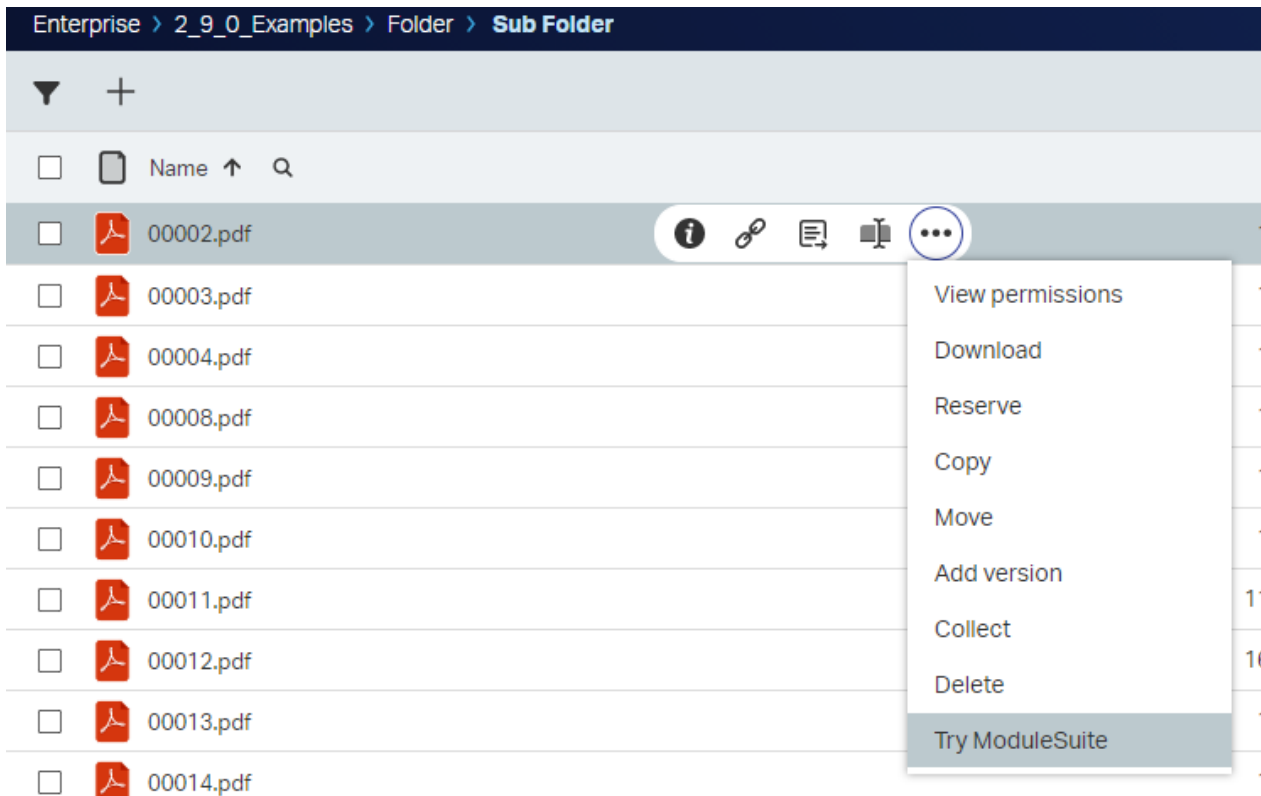 Enterprise > 2_9_0_Examples > Folder > Sub Folder
Name
00002.pdf
00003.pdf
View permissions
00004.pdf
Download
00008.pdf
Reserve
00009.pdf
Copy
00010.pdf
Move
Add version
00011.pdf
Collect
00012.pdf
Delete
00013.pdf
Try ModuleSuite
00014.pdf